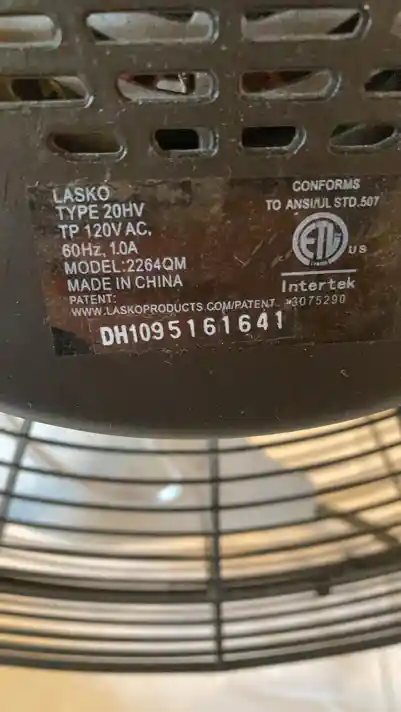 LASKO
TYPE 20HV
TP 120V AC,
60Hz, 1.0A
MODEL:2264QM
MADE IN CHINA
PATENT:
WWW.LASKOPRODUCTS.COM/PATENT
DH1095161641
CONFORMS
TO ANSI/UL STD.507
ETL
US
Intertek
3075290